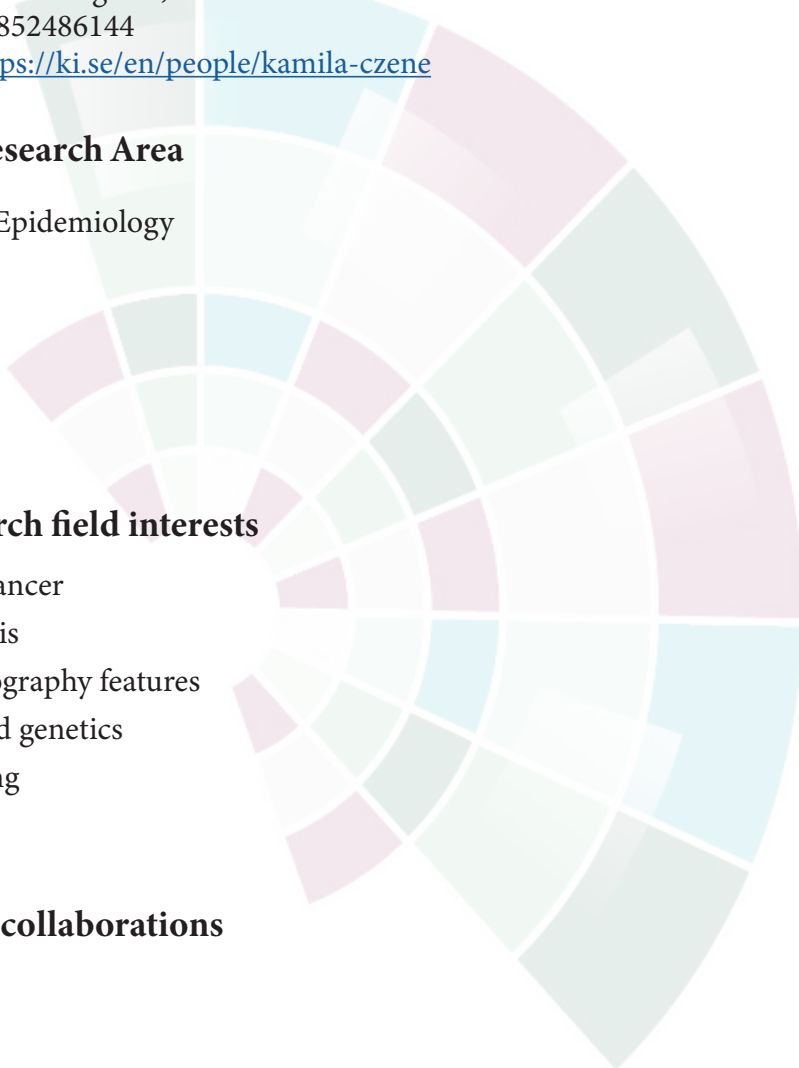 852486144
ps://ki.se/en/people/kamila-czene
esearch Area
Epidemiology
rch field interests
ancer
is
ography features
d genetics
ng
collaborations